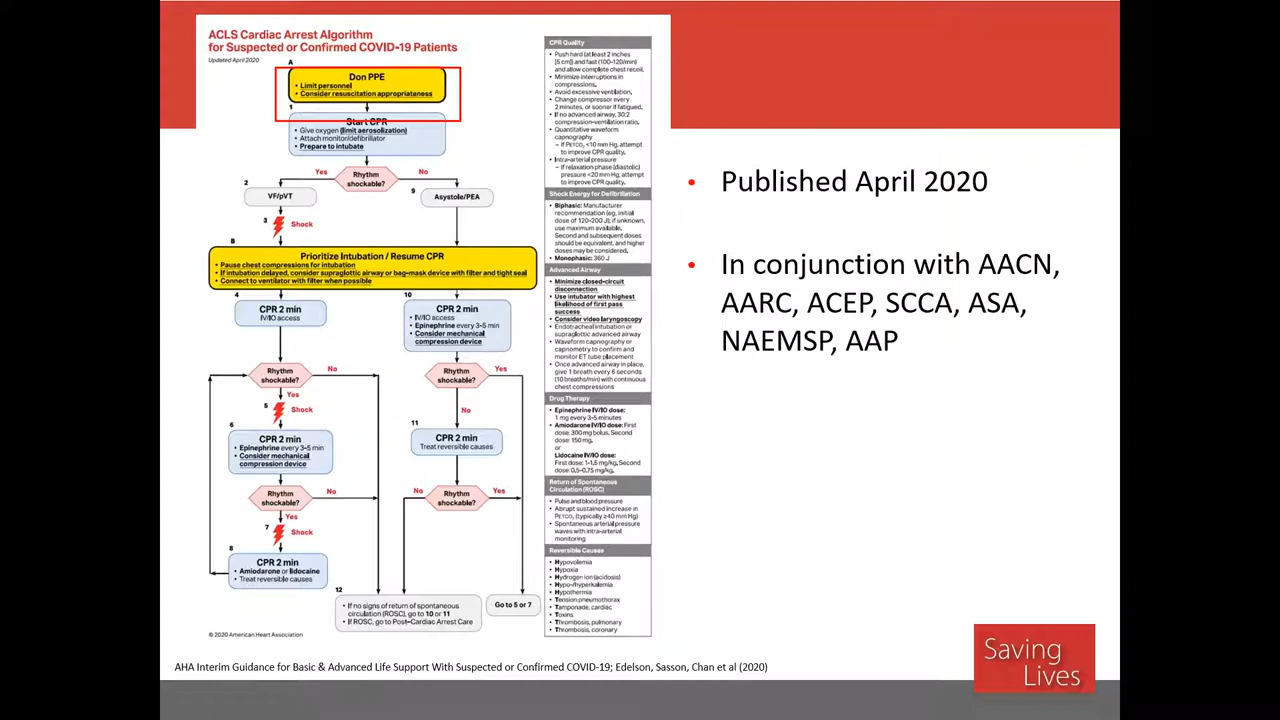 ACLS Cardiac Arrest Algorithm
for Suspected or Confirmed COVID-19 Patients
Updated April 2020
A
Don PPE
• Limit personnel
• Consider resuscitation appropriateness
1
Start CPR
• Give oxygen (limit aerosolization)
• Attach monitor/defibrillator
• Prepare to intubate
Yes
Rhythm
shockable?
No
2
VF/pVT
9
Asystole/PEA
3
Shock
B
Prioritize Intubation / Resume CPR
• Pause chest compressions for intubation
• If intubation delayed, consider supraglottic airway or bag-mask device with filter and tight seal
• Connect to ventilator with filter when possible
4
CPR 2 min
IV/IO access
10
CPR 2 min
• IV/IO access
• Epinephrine every 3-5 min
• Consider mechanical
compression device
Rhythm
shockable?
No
Yes
Rhythm
shockable?
Yes
No
5
Shock
6
CPR 2 min
• Epinephrine every 3-5 min
• Consider mechanical
compression device
11
CPR 2 min
Treat reversible causes
Rhythm
shockable?
No
Yes
No
Rhythm
shockable?
Yes
7
Shock
8
CPR 2 min
• Amiodarone or lidocaine
• Treat reversible causes
12
• If no signs of return of spontaneous
circulation (ROSC), go to 10 or 11
• If ROSC, go to Post-Cardiac Arrest Care
Go to 5 or 7
© 2020 American Heart Association
CPR Quality
• Push hard (at least 2 inches
[5 cm]) and fast (100-120/min)
and allow complete chest recoil.
• Minimize interruptions in
compressions.
• Avoid excessive ventilation.
• Change compressor every
2 minutes, or sooner if fatigued.
• If no advanced airway, 30:2
compression-ventilation ratio.
• Quantitative waveform
capnography
– If PETCO2 <10 mm Hg, attempt
to improve CPR quality.
• Intra-arterial pressure
– If relaxation phase (diastolic)
pressure <20 mm Hg, attempt
to improve CPR quality.
Shock Energy for Defibrillation
• Biphasic: Manufacturer
recommendation (eg, initial
dose of 120-200 J); if unknown,
use maximum available.
Second and subsequent doses
should be equivalent, and higher
doses may be considered.
• Monophasic: 360 J
Advanced Airway
• Minimize closed-circuit
disconnection
• Use intubator with highest
likelihood of first pass
success
• Consider video laryngoscopy
• Endotracheal intubation or
supraglottic advanced airway
• Waveform capnography or
capnometry to confirm and
monitor ET tube placement
• Once advanced airway in place,
give 1 breath every 6 seconds
(10 breaths/min) with continuous
chest compressions
Drug Therapy
• Epinephrine IV/IO dose:
1 mg every 3-5 minutes
• Amiodarone IV/IO dose: First
dose: 300 mg bolus. Second
dose: 150 mg.
or
Lidocaine IV/IO dose:
First dose: 1-1.5 mg/kg. Second
dose: 0.5-0.75 mg/kg.
Return of Spontaneous
Circulation (ROSC)
• Pulse and blood pressure
• Abrupt sustained increase in
PETCO2 (typically ≥40 mm Hg)
• Spontaneous arterial pressure
waves with intra-arterial
monitoring
Reversible Causes
• Hypovolemia
• Hypoxia
• Hydrogen ion (acidosis)
• Hypo-/hyperkalemia
• Hypothermia
• Tension pneumothorax
• Tamponade, cardiac
• Toxins
• Thrombosis, pulmonary
• Thrombosis, coronary
• Published April 2020
• In conjunction with AACN,
AARC, ACEP, SCCA, ASA,
NAEMSP, AAP
AHA Interim Guidance for Basic & Advanced Life Support With Suspected or Confirmed COVID-19; Edelson, Sasson, Chan et al (2020)
Saving
Lives